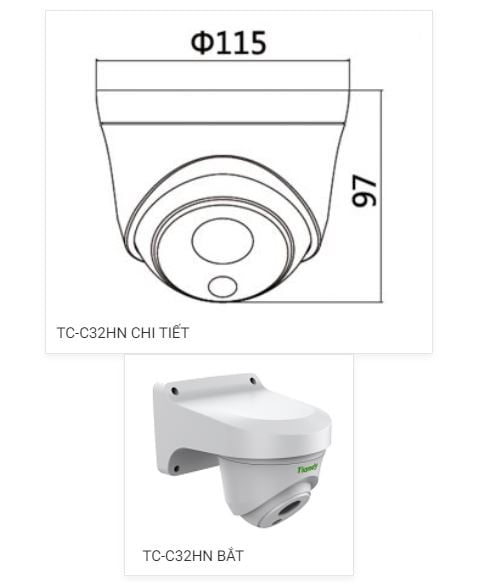 Φ115
97
TC-C32HN CHI TIẾT
Tiandy
TC-C32HN BẮT